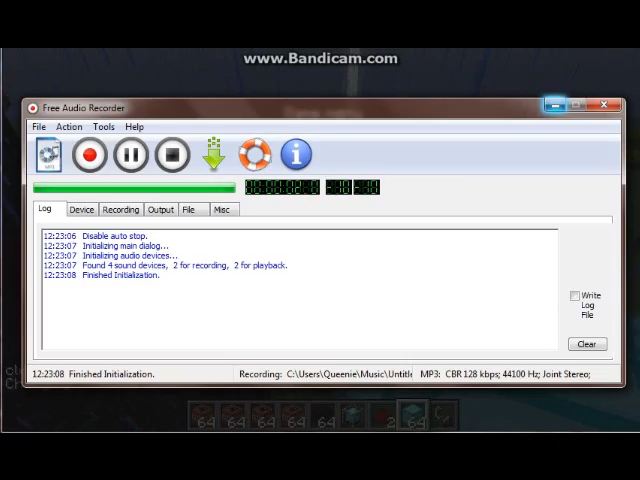 www.Bandicam.com
Free Audio Recorder
File Action Tools Help
MP3
Log Device Recording Output File Misc
12:23:06 Disable auto stop.
12:23:07 Initializing main dialog...
12:23:07 Initializing audio devices...
12:23:07 Found 4 sound devices, 2 for recording, 2 for playback.
12:23:08 Finished Initialization.
Write
Log
File
Clear
12:23:08 Finished Initialization. Recording: C:\Users\Queenie\Music\Untitle MP3: CBR 128 kbps; 44100 Hz; Joint Stereo;
64 64 64 64 64 2 64